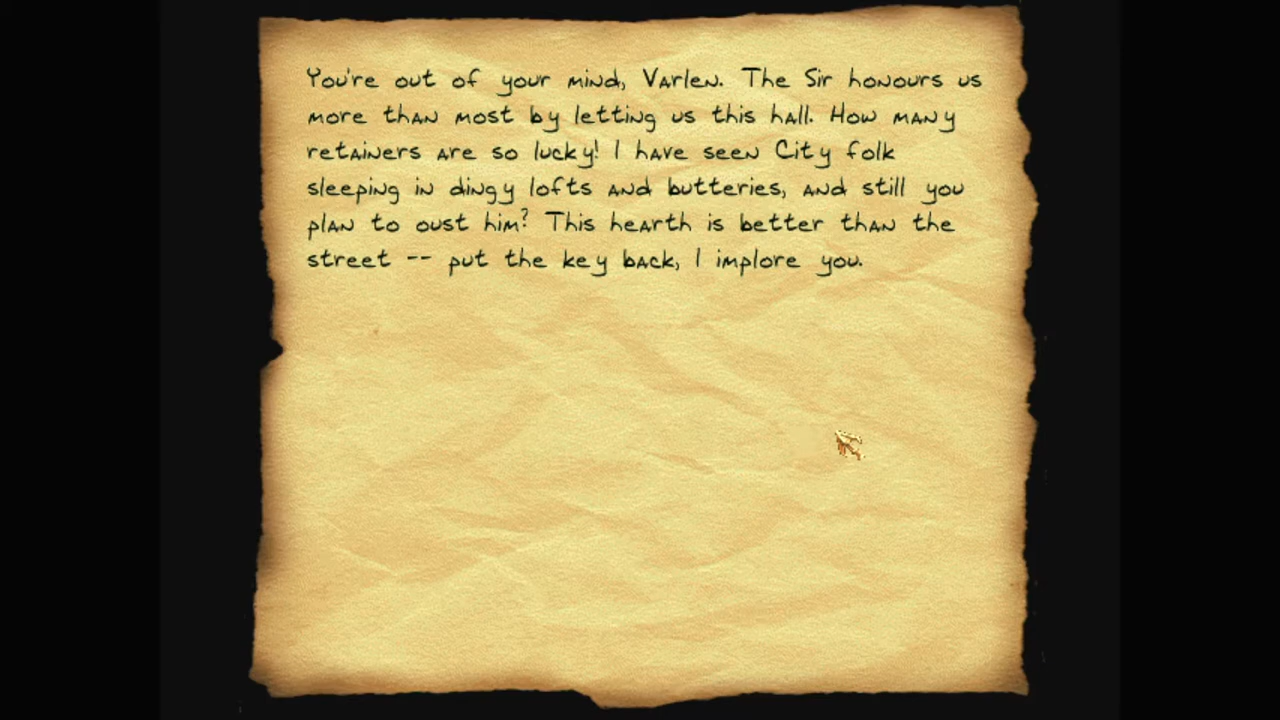 You're out of your mind, Varlen. The Sir honours us
more than most by letting us this hall. How many
retainers are so lucky! I have seen City folk
sleeping in dingy lofts and butteries, and still you
plan to oust him? This hearth is better than the
street -- put the key back, I implore you.